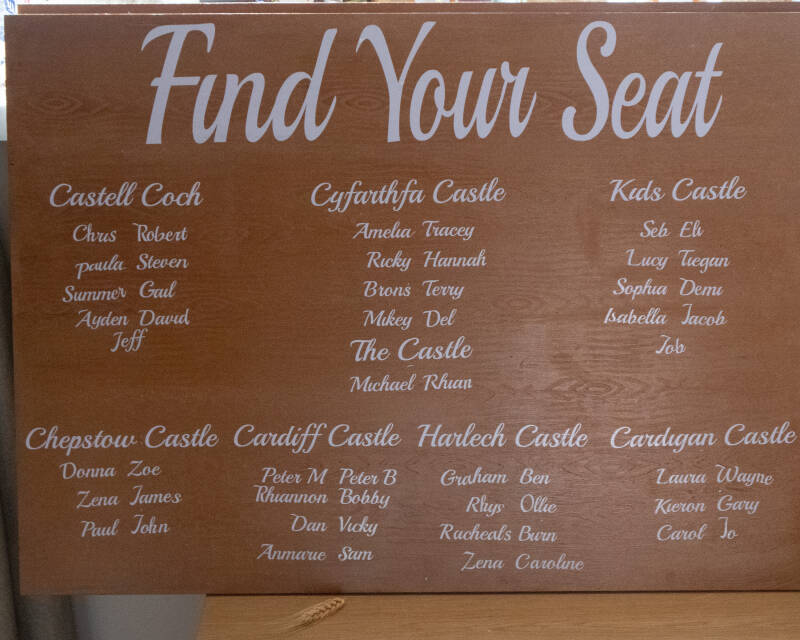 Find Your Seat
Castell Coch
Chris Robert
paula Steven
Summer Gail
Ayden David
Jeff
Cyfarthfa Castle
Amelia Tracey
Ricky Hannah
Brons Terry
Mikey Del
The Castle
Michael Rhian
Kids Castle
Seb Eli
Lucy Tiegan
Sophia Demi
Isabella Jacob
Job
Chepstow Castle
Donna Zoe
Zena James
Paul John
Cardiff Castle
Peter M Peter B
Rhiannon Bobby
Dan Vicky
Anmarie Sam
Harlech Castle
Graham Ben
Rhys Ollie
Racheals Burn
Zena Caroline
Cardigan Castle
Laura Wayne
Kieron Gary
Carol Jo